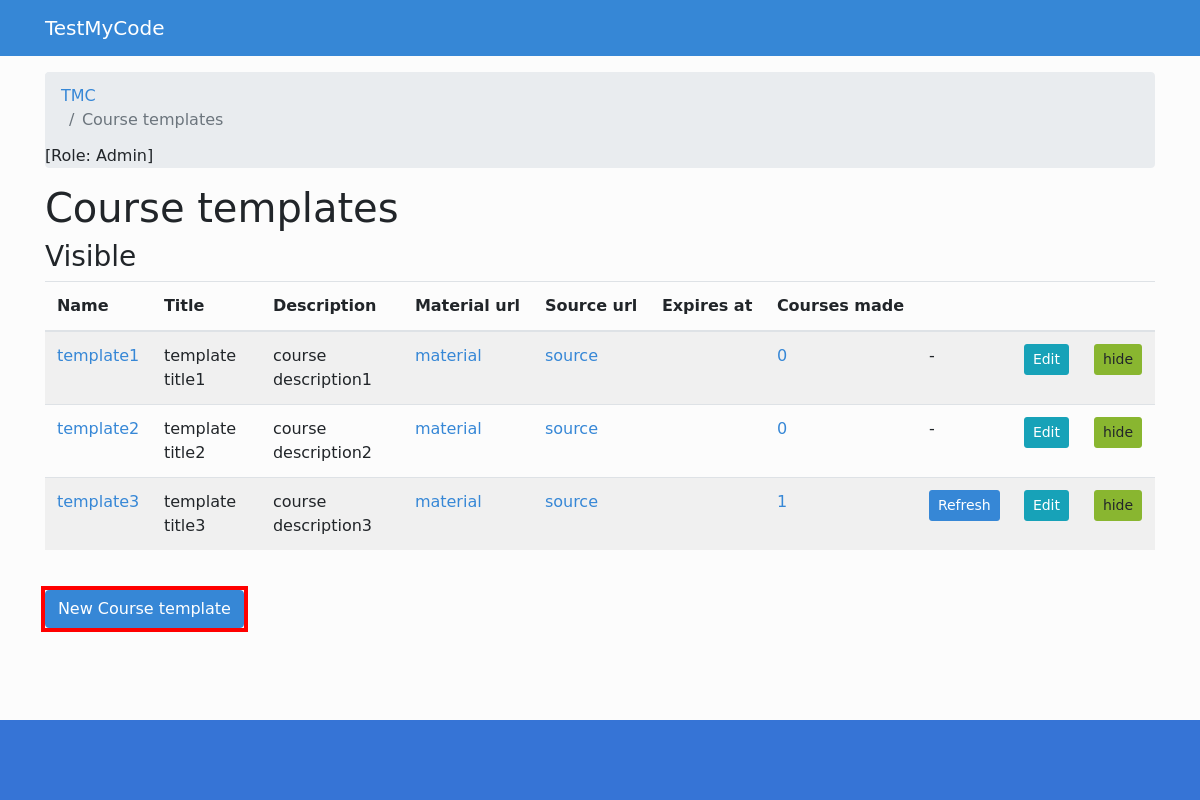 TestMyCode
TMC
/ Course templates
[Role: Admin]
Course templates
Visible
Name Title Description Material url Source url Expires at Courses made
template1 template title1 course description1 material source 0 - Edit hide
template2 template title2 course description2 material source 0 - Edit hide
template3 template title3 course description3 material source 1 Refresh Edit hide
New Course template